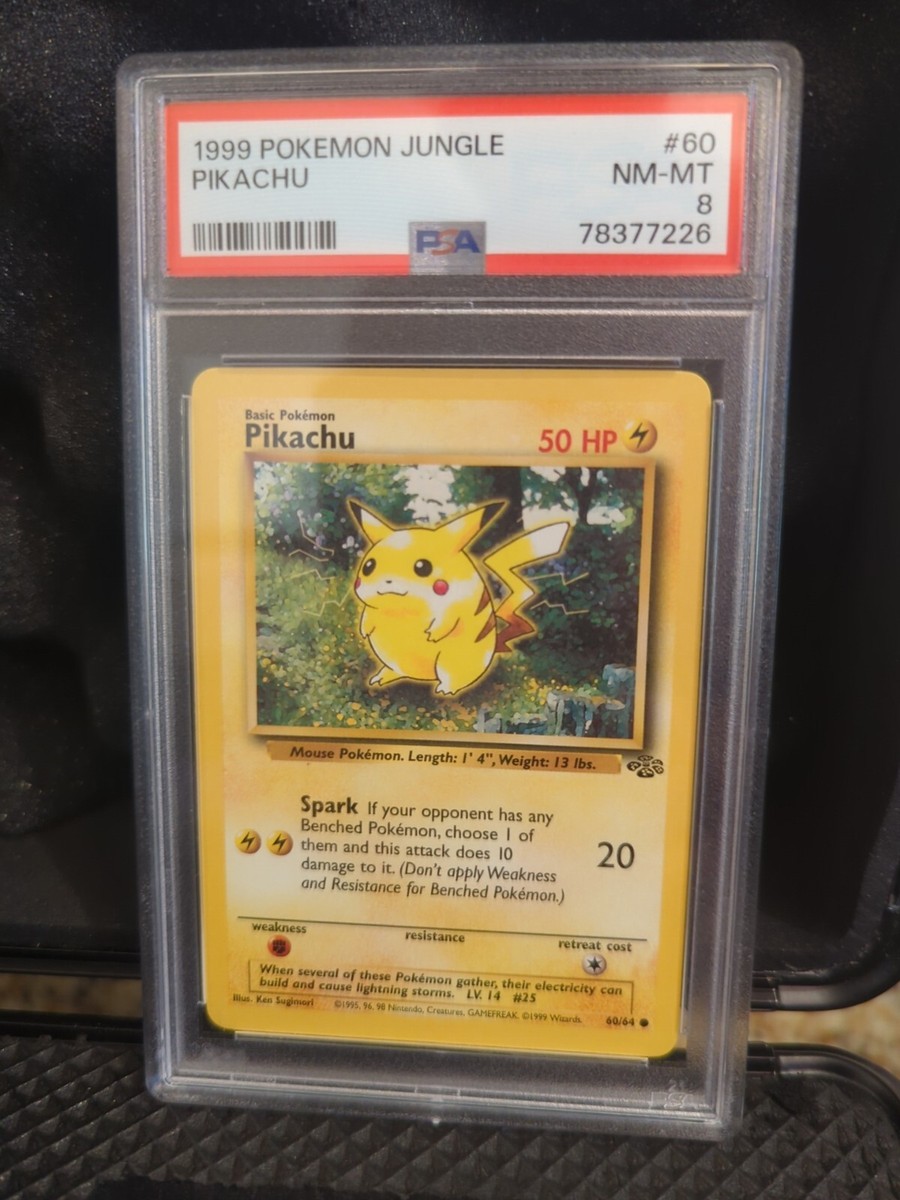 1999 POKEMON JUNGLE #60
PIKACHU NM-MT
8
PSA 78377226
Basic Pokémon
Pikachu 50 HP
Mouse Pokémon. Length: 1' 4", Weight: 13 lbs.
Spark If your opponent has any
Benched Pokémon, choose 1 of
them and this attack does 10 20
damage to it. (Don't apply Weakness
and Resistance for Benched Pokémon.)
weakness resistance retreat cost
When several of these Pokémon gather, their electricity can
build and cause lightning storms. LV. 14 #25
Illus. Ken Sugimori ©1995, 96, 98 Nintendo, Creatures, GAMEFREAK. ©1999 Wizards. 60/64